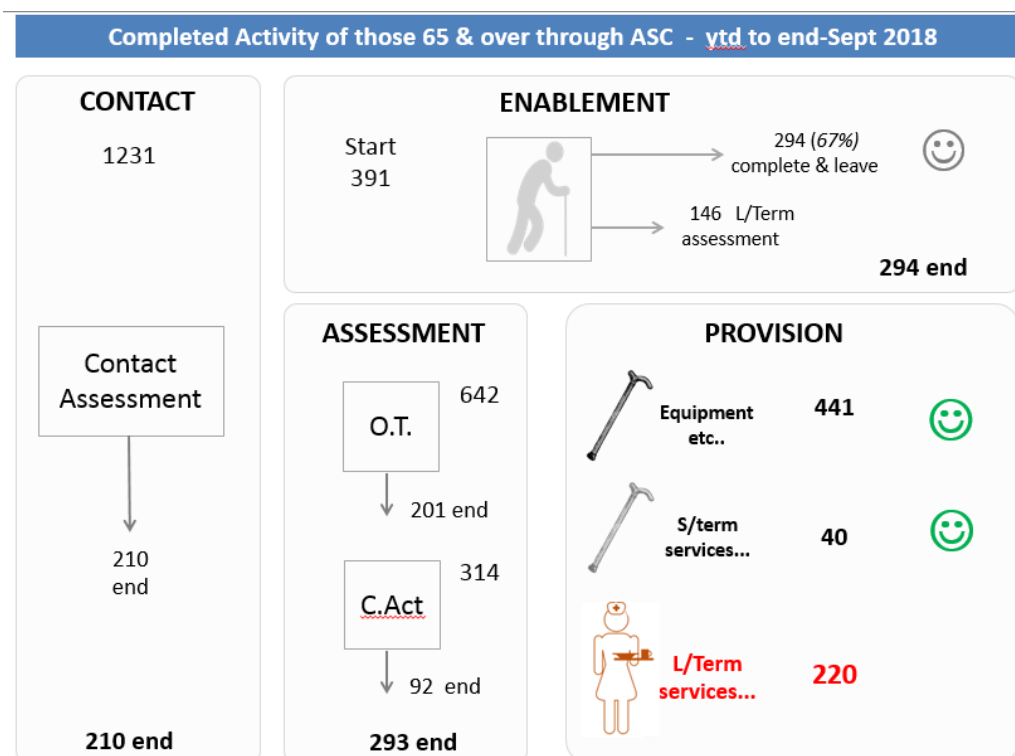 Completed Activity of those 65 & over through ASC - ytd to end-Sept 2018
CONTACT
1231
Contact
Assessment
210
end
210 end
ENABLEMENT
Start
391
294 (67%)
complete & leave
146 L/Term
assessment
294 end
ASSESSMENT
642
O.T.
201 end
314
C.Act
92 end
293 end
PROVISION
Equipment
etc..
441
S/term
services...
40
L/Term
services...
220